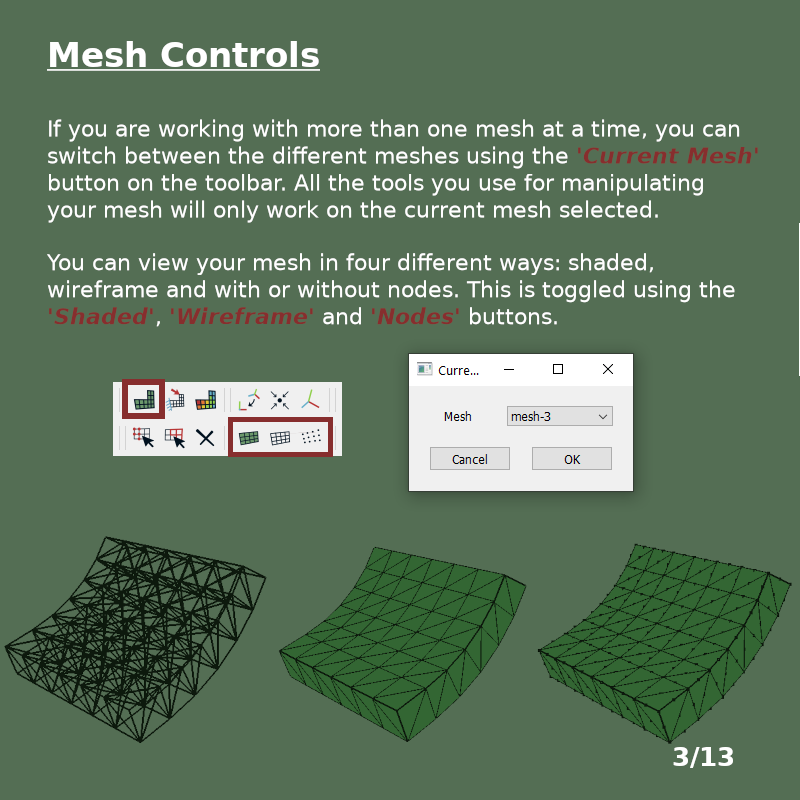 Mesh Controls
If you are working with more than one mesh at a time, you can
switch between the different meshes using the 'Current Mesh'
button on the toolbar. All the tools you use for manipulating
your mesh will only work on the current mesh selected.
You can view your mesh in four different ways: shaded,
wireframe and with or without nodes. This is toggled using the
'Shaded', 'Wireframe' and 'Nodes' buttons.
Curre...
Mesh mesh-3
Cancel OK
3/13